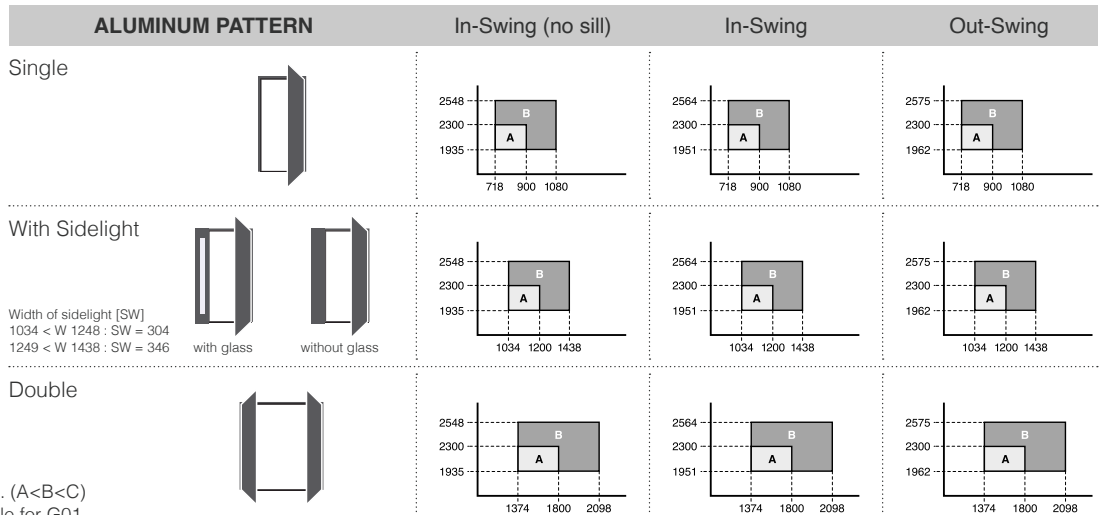 ALUMINUM PATTERN In-Swing (no sill) In-Swing Out-Swing
Single
2548 2564 2575
B B B
2300 2300 2300
A A A
1935 1951 1962
718 900 1080 718 900 1080 718 900 1080
With Sidelight
2548 2564 2575
B B B
2300 2300 2300
A A A
1935 1951 1962
Width of sidelight [SW]
1034 < W 1248 : SW = 304
1249 < W 1438 : SW = 346
with glass without glass
1034 1200 1438 1034 1200 1438 1034 1200 1438
Double
2548 2564 2575
B B B
2300 2300 2300
A A A
1935 1951 1962
. (A<B<C)
1374 1800 2098 1374 1800 2098 1374 1800 2098
for G01